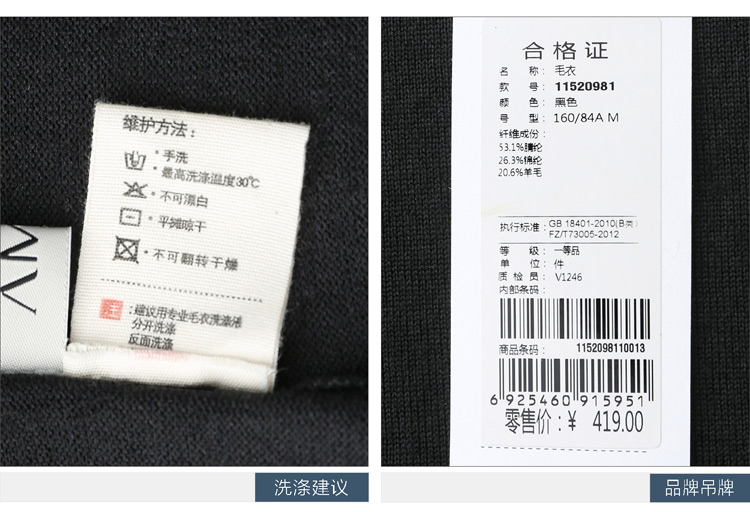 维护方法：
・手洗
・最高洗涤温度30℃
・不可漂白
・平摊晾干
・不可翻转干燥
注：建议用专业毛衣洗涤液
分开洗涤
反面洗涤
WV
洗涤建议
合格证
名 称：毛衣
款 号：11520981
颜 色：黑色
号 型：160/84A M
纤维成份：
53.1%腈纶
26.3%锦纶
20.6%羊毛
执行标准：GB 18401-2010(B类)
FZ/T73005-2012
等 级：一等品
单 位：件
质 检 员：V1246
内部条码：
商品条码： 1152098110013
6 925460 915951
零售价：¥ 419.00
品牌吊牌